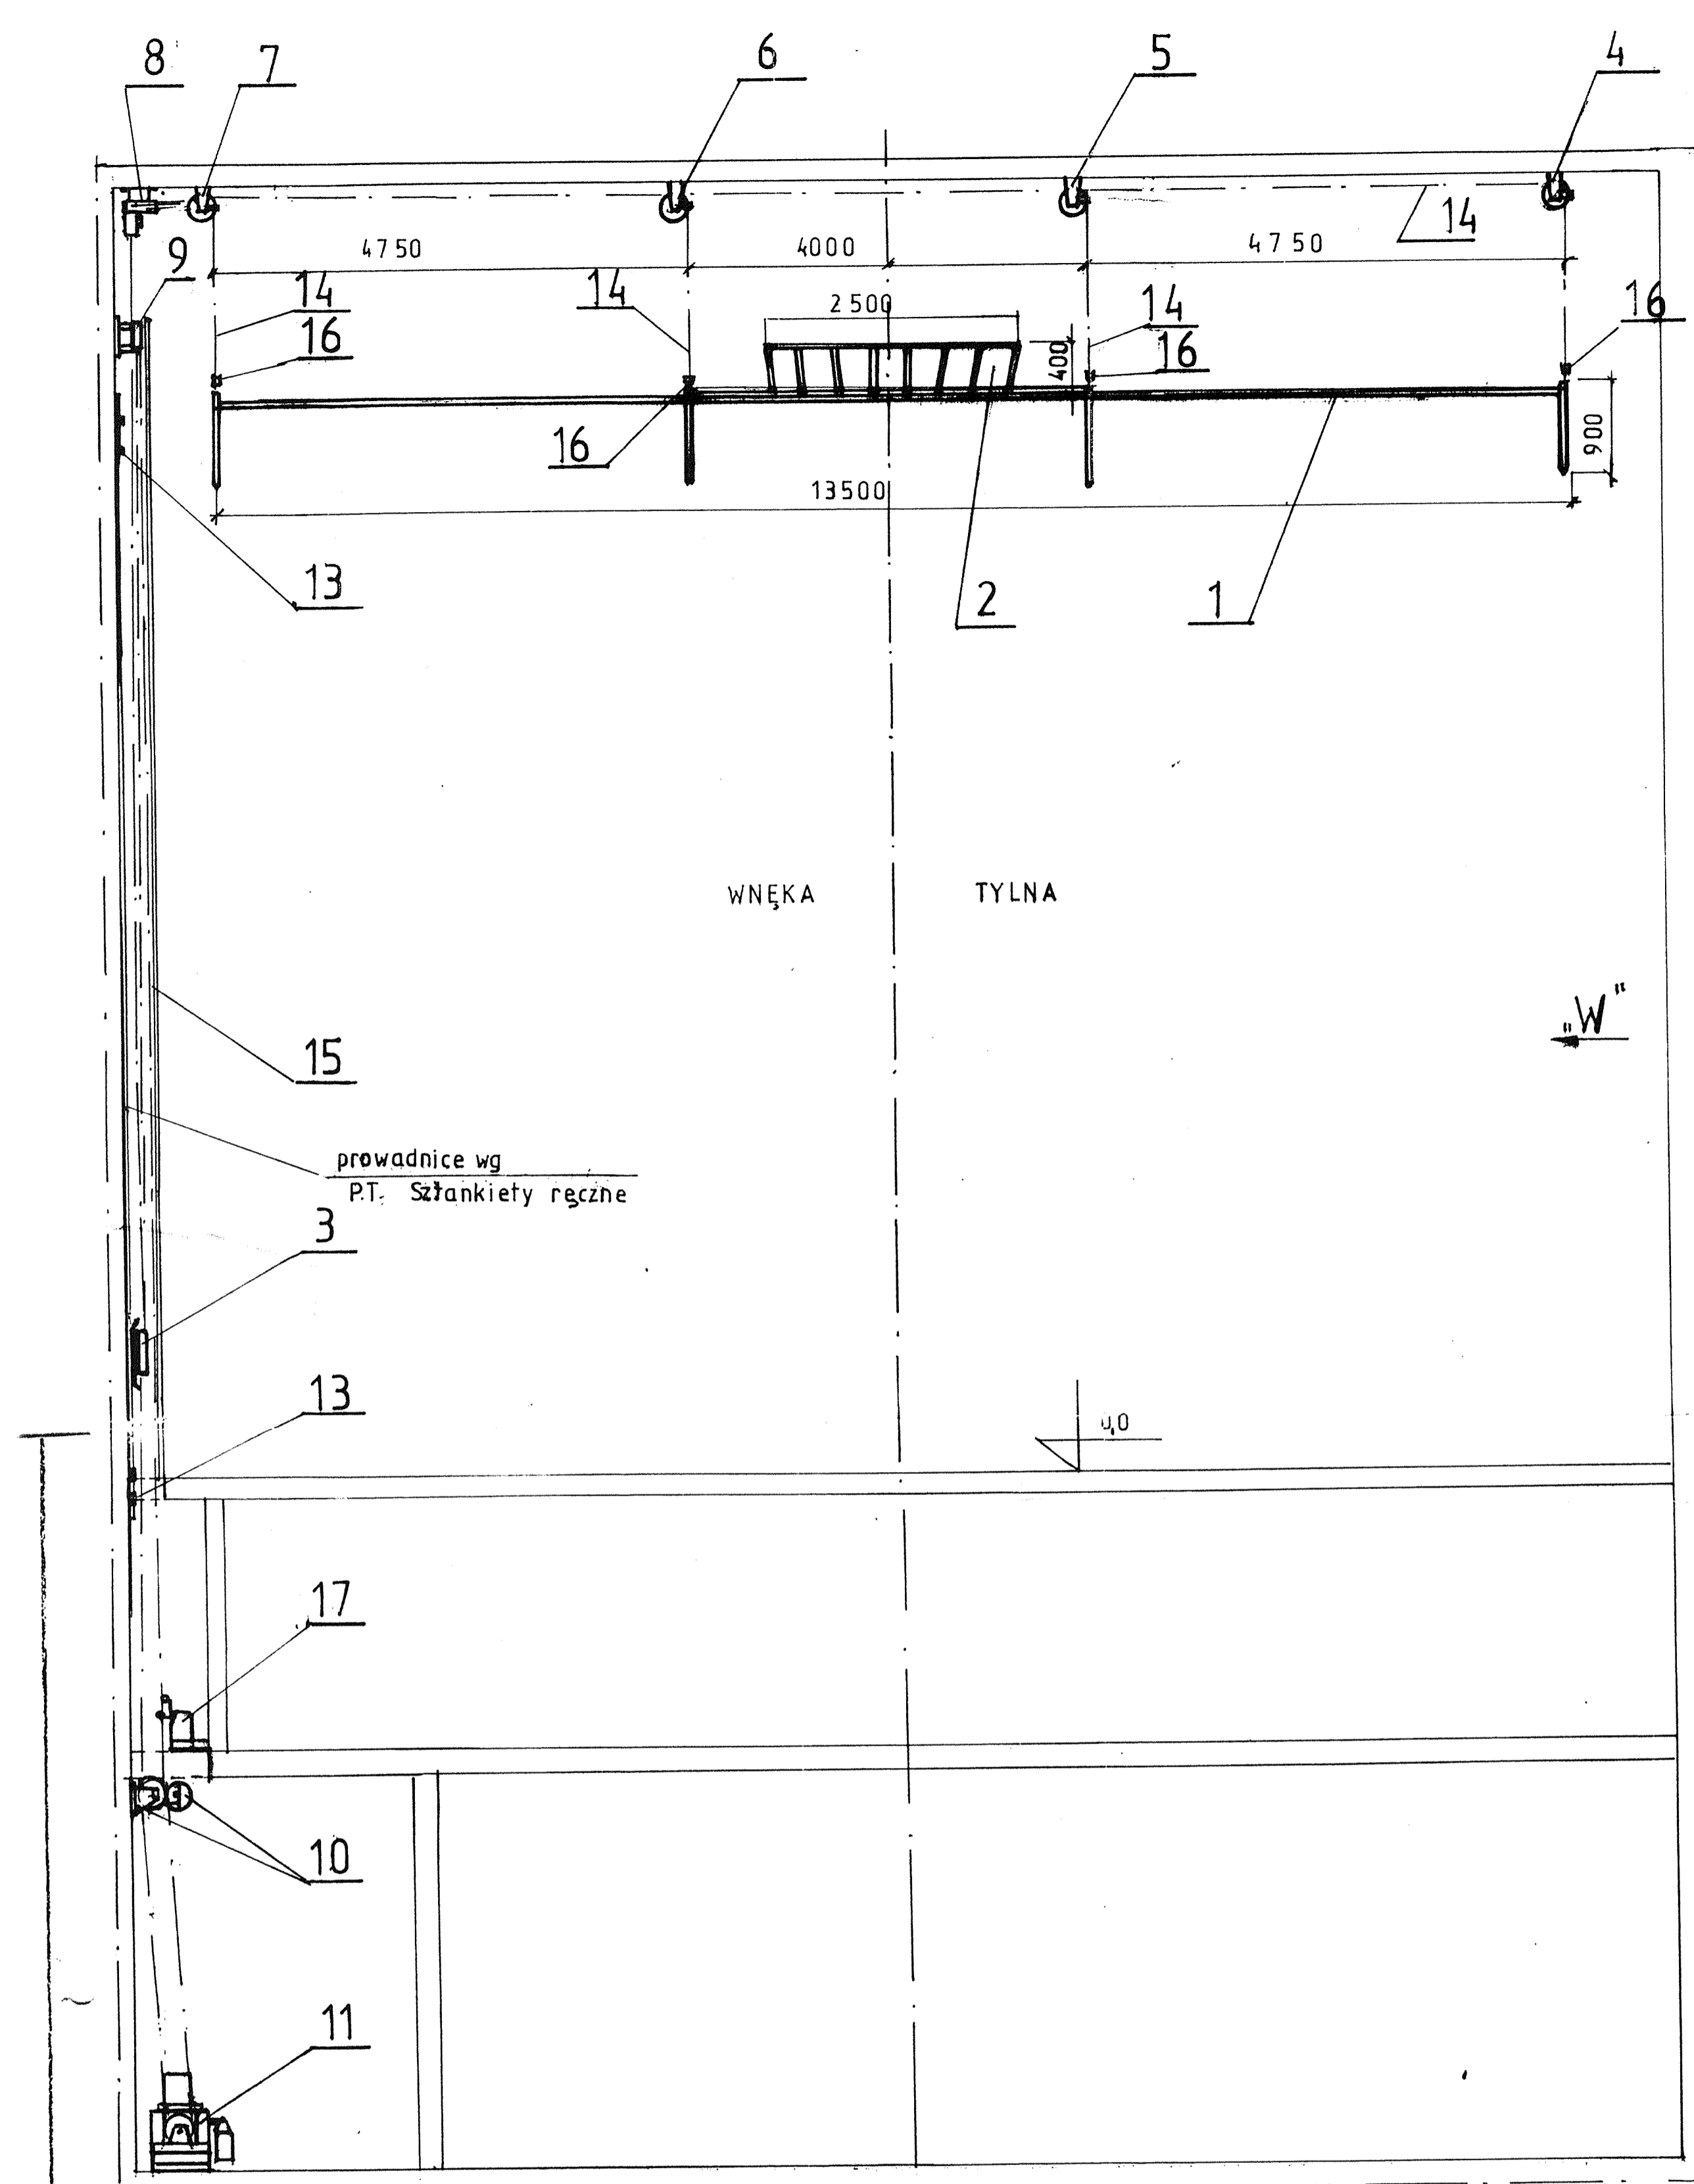 8 7 6 5 4
14
4750 4000 4750
9
14 14 2500 14 16
16 400 16
16 900
13500
13 2 1
WNĘKA TYLNA
„W"
15
prowadnice wg
P.T. Sztankiety ręczne
3
13
0,0
17
10
11